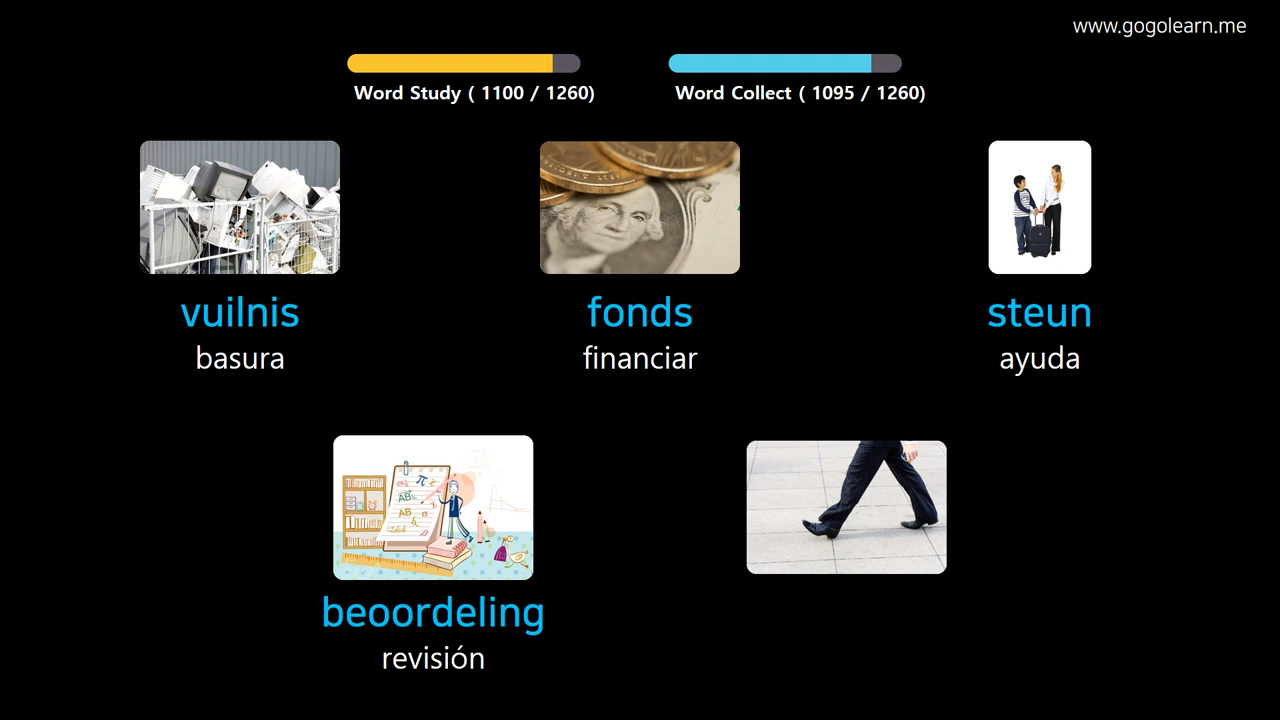 www.gogolearn.me
Word Study ( 1100 / 1260)
Word Collect ( 1095 / 1260)
vuilnis
basura
fonds
financiar
steun
ayuda
beoordeling
revisión